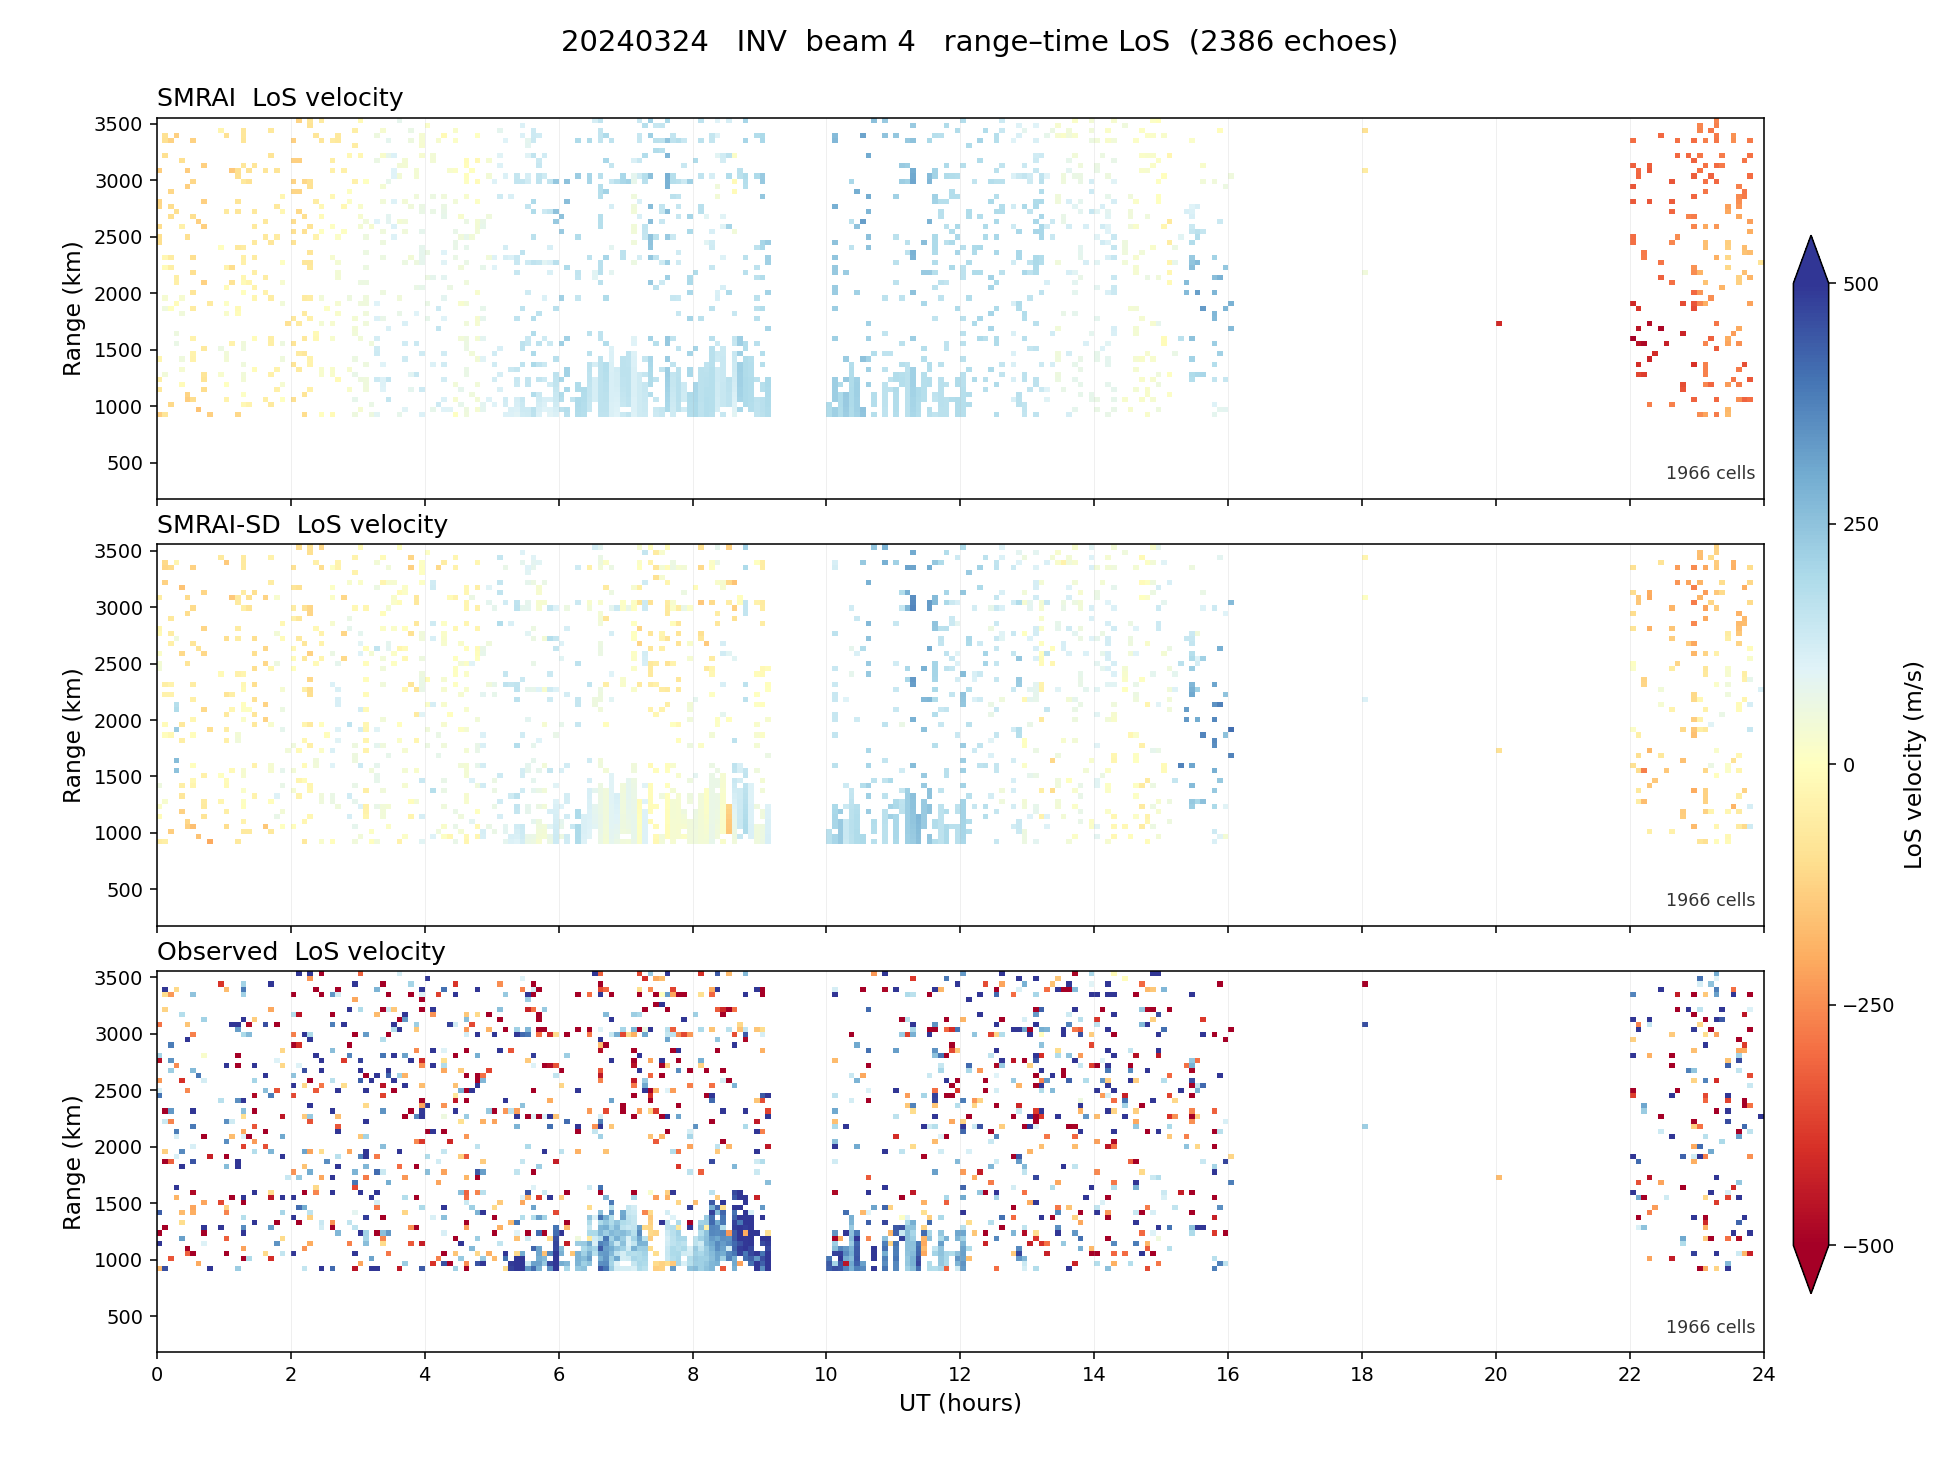 20240324   INV  beam 4   range–time LoS  (2386 echoes)
SMRAI  LoS velocity
3500
3000
2500
2000
1500
1000
500
Range (km)
1966 cells
SMRAI-SD  LoS velocity
3500
3000
2500
2000
1500
1000
500
Range (km)
1966 cells
Observed  LoS velocity
3500
3000
2500
2000
1500
1000
500
Range (km)
1966 cells
0 2 4 6 8 10 12 14 16 18 20 22 24
UT (hours)
500
250
0
−250
−500
LoS velocity (m/s)